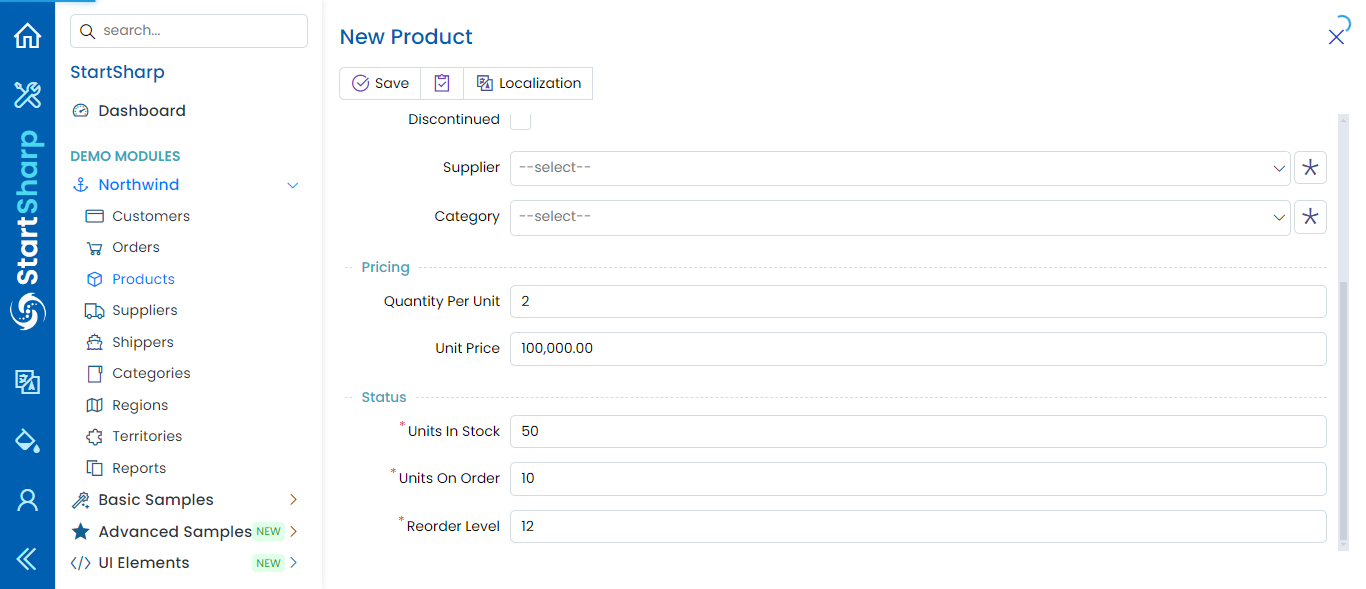 search...
StartSharp
Dashboard
DEMO MODULES
Northwind
Customers
Orders
Products
Suppliers
Shippers
Categories
Regions
Territories
Reports
Basic Samples
Advanced Samples NEW
UI Elements NEW
StartSharp
New Product
Save Localization
Discontinued
Supplier --select--
Category --select--
Pricing
Quantity Per Unit 2
Unit Price 100,000.00
Status
*Units In Stock 50
*Units On Order 10
*Reorder Level 12